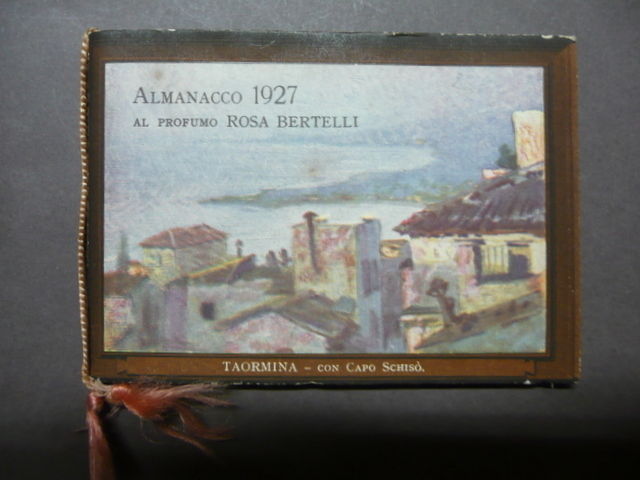 ALMANACCO 1927
AL PROFUMO ROSA BERTELLI
TAORMINA – CON CAPO SCHISÒ.